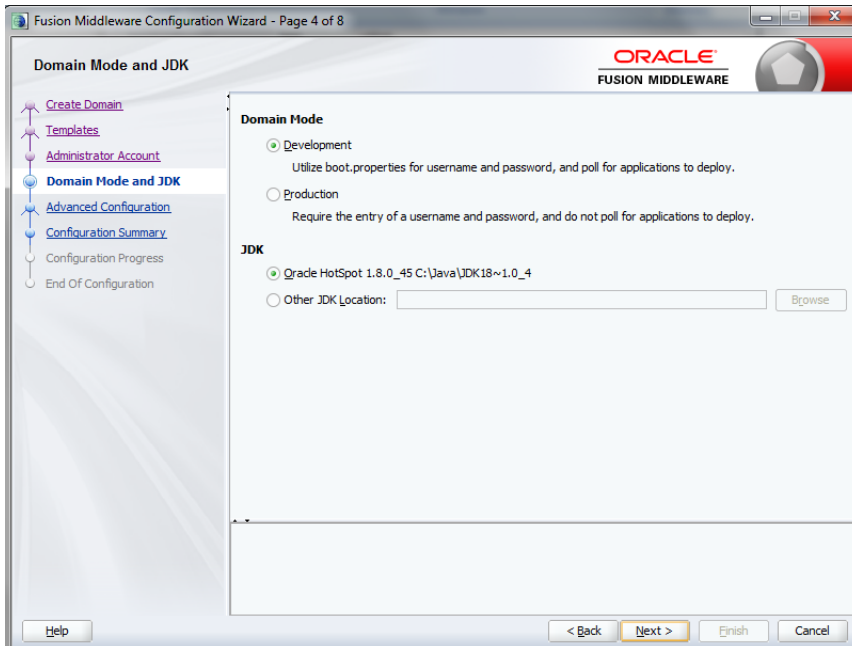 Fusion Middleware Configuration Wizard - Page 4 of 8
Domain Mode and JDK
ORACLE
FUSION MIDDLEWARE
Create Domain
Templates
Administrator Account
Domain Mode and JDK
Advanced Configuration
Configuration Summary
Configuration Progress
End Of Configuration
Domain Mode
Development
Utilize boot.properties for username and password, and poll for applications to deploy.
Production
Require the entry of a username and password, and do not poll for applications to deploy.
JDK
Oracle HotSpot 1.8.0_45 C:\Java\JDK18~1.0_4
Other JDK Location: Browse
Help < Back Next > Finish Cancel